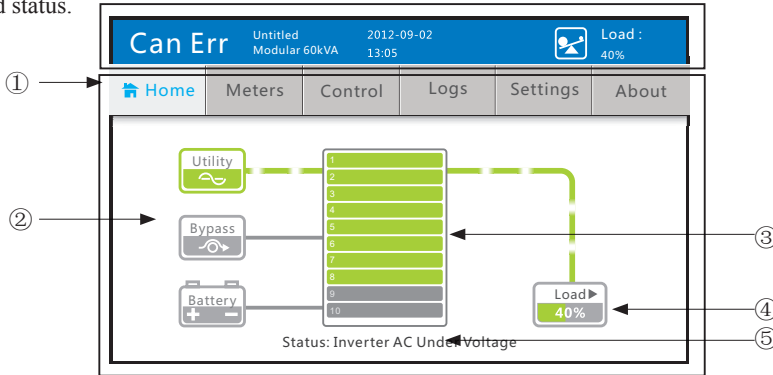 d status.
Can Err
Untitled 2012-09-02
Modular 60kVA 13:05
Load :
40%
①
Home Meters Control Logs Settings About
Utility
Bypass
Battery
1
2
3
4
5
6
7
8
9
10
②
③
Load
40%
④
⑤
Status: Inverter AC Under Voltage